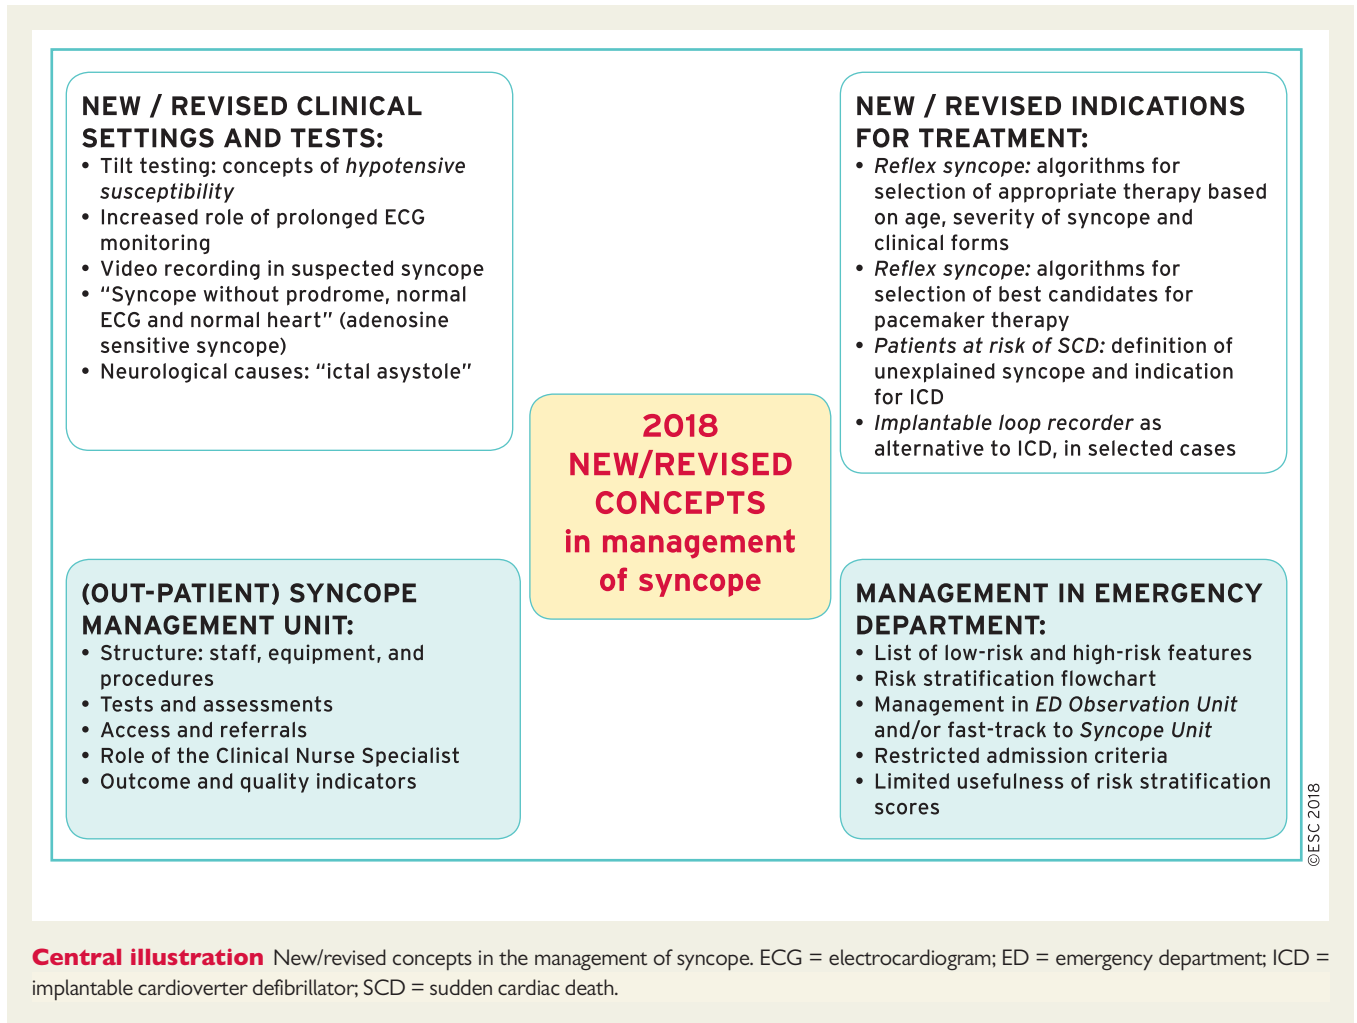 NEW / REVISED CLINICAL
SETTINGS AND TESTS:
• Tilt testing: concepts of hypotensive
susceptibility
• Increased role of prolonged ECG
monitoring
• Video recording in suspected syncope
• “Syncope without prodrome, normal
ECG and normal heart” (adenosine
sensitive syncope)
• Neurological causes: “ictal asystole”
NEW / REVISED INDICATIONS
FOR TREATMENT:
• Reflex syncope: algorithms for
selection of appropriate therapy based
on age, severity of syncope and
clinical forms
• Reflex syncope: algorithms for
selection of best candidates for
pacemaker therapy
• Patients at risk of SCD: definition of
unexplained syncope and indication
for ICD
• Implantable loop recorder as
alternative to ICD, in selected cases
2018
NEW/REVISED
CONCEPTS
in management
of syncope
(OUT-PATIENT) SYNCOPE
MANAGEMENT UNIT:
• Structure: staff, equipment, and
procedures
• Tests and assessments
• Access and referrals
• Role of the Clinical Nurse Specialist
• Outcome and quality indicators
MANAGEMENT IN EMERGENCY
DEPARTMENT:
• List of low-risk and high-risk features
• Risk stratification flowchart
• Management in ED Observation Unit
and/or fast-track to Syncope Unit
• Restricted admission criteria
• Limited usefulness of risk stratification
scores
©ESC 2018
Central illustration New/revised concepts in the management of syncope. ECG = electrocardiogram; ED = emergency department; ICD =
implantable cardioverter defibrillator; SCD = sudden cardiac death.